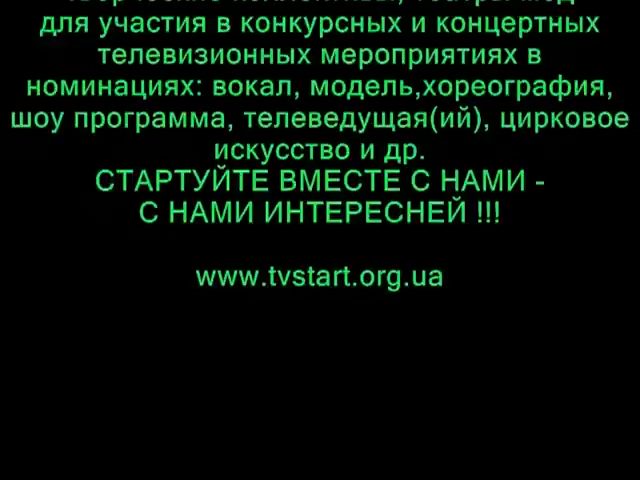 для участия в конкурсных и концертных
телевизионных мероприятиях в
номинациях: вокал, модель,хореография,
шоу программа, телеведущая(ий), цирковое
искусство и др.
СТАРТУЙТЕ ВМЕСТЕ С НАМИ -
С НАМИ ИНТЕРЕСНЕЙ !!!
www.tvstart.org.ua